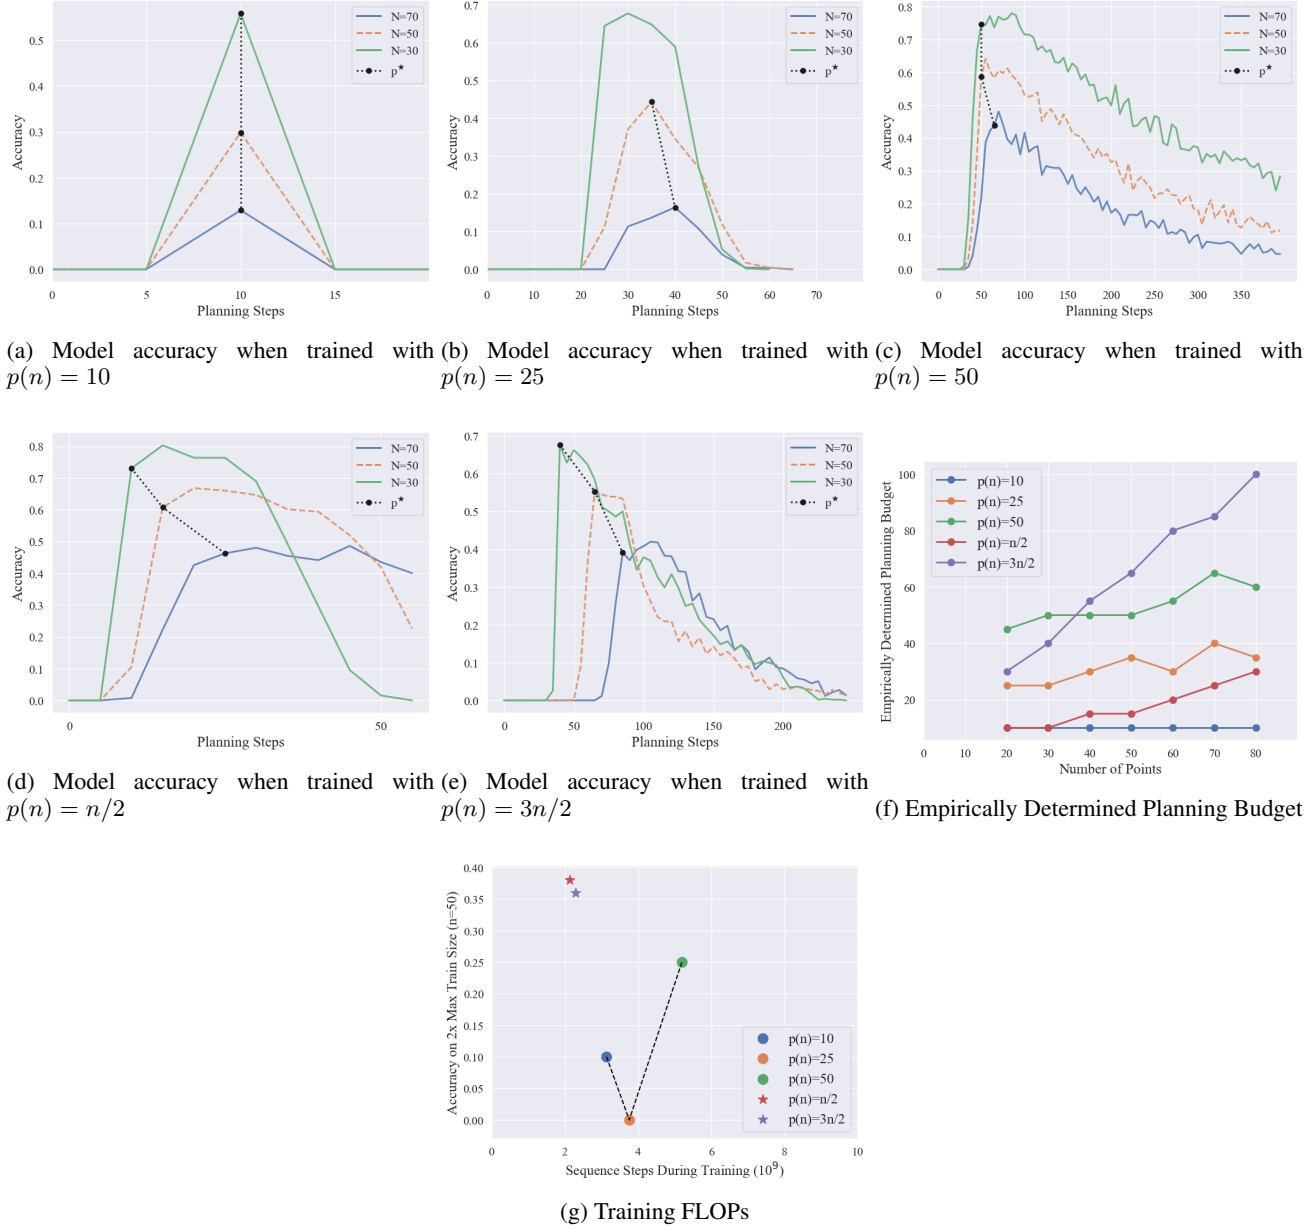 0.5
0.4
0.3
0.2
0.1
0.0
Accuracy
0 5 10 15
Planning Steps
N=70
N=50
N=30
p★
(a) Model accuracy when trained with
p(n) = 10
0.7
0.6
0.5
0.4
0.3
0.2
0.1
0.0
Accuracy
0 10 20 30 40 50 60 70
Planning Steps
N=70
N=50
N=30
p★
(b) Model accuracy when trained with
p(n) = 25
0.8
0.7
0.6
0.5
0.4
0.3
0.2
0.1
0.0
Accuracy
0 50 100 150 200 250 300 350
Planning Steps
N=70
N=50
N=30
p★
(c) Model accuracy when trained with
p(n) = 50
0.8
0.7
0.6
0.5
0.4
0.3
0.2
0.1
0.0
Accuracy
0 50
Planning Steps
N=70
N=50
N=30
p★
(d) Model accuracy when trained with
p(n) = n/2
0.7
0.6
0.5
0.4
0.3
0.2
0.1
0.0
Accuracy
0 50 100 150 200
Planning Steps
N=70
N=50
N=30
p★
(e) Model accuracy when trained with
p(n) = 3n/2
100
80
60
40
20
Empirically Determined Planning Budget
0 10 20 30 40 50 60 70 80
Number of Points
p(n)=10
p(n)=25
p(n)=50
p(n)=n/2
p(n)=3n/2
(f) Empirically Determined Planning Budget
0.40
0.35
0.30
0.25
0.20
0.15
0.10
0.05
0.00
Accuracy on 2x Max Train Size (n=50)
0 2 4 6 8 10
Sequence Steps During Training (10⁹)
p(n)=10
p(n)=25
p(n)=50
p(n)=n/2
p(n)=3n/2
(g) Training FLOPs